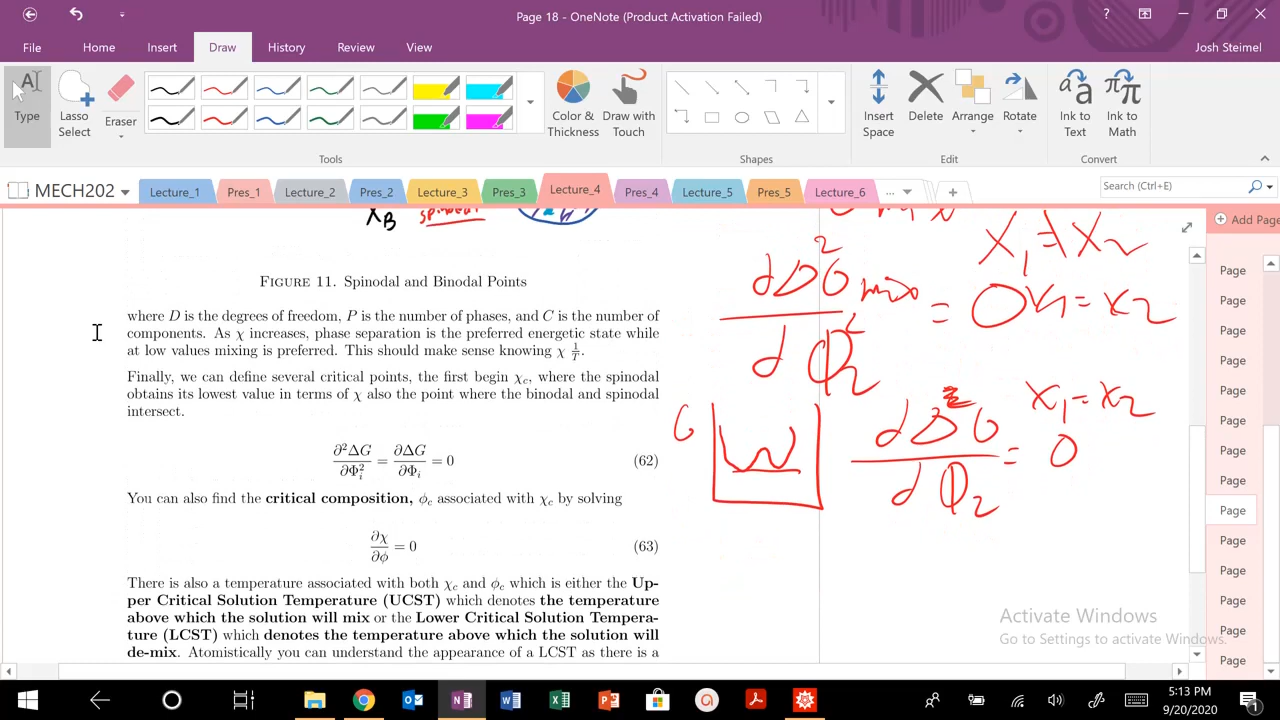 Page 18 - OneNote (Product Activation Failed)
?
Josh Steimel
File Home Insert Draw History Review View
Type
Lasso Select
Eraser
Color & Thickness
Draw with Touch
Insert Space
Delete
Arrange
Rotate
Ink to Text
Ink to Math
Tools Shapes Edit Convert
MECH202
Lecture_1 Pres_1 Lecture_2 Pres_2 Lecture_3 Pres_3 Lecture_4 Pres_4 Lecture_5 Pres_5 Lecture_6 ...
Search (Ctrl+E)
Add Page
X_B
FIGURE 11. Spinodal and Binodal Points
where D is the degrees of freedom, P is the number of phases, and C is the number of
components. As χ increases, phase separation is the preferred energetic state while
at low values mixing is preferred. This should make sense knowing χ 1/T.
Finally, we can define several critical points, the first begin χc, where the spinodal
obtains its lowest value in terms of χ also the point where the binodal and spinodal
intersect.
∂²ΔG/∂Φi² = ∂ΔG/∂Φi = 0 (62)
You can also find the critical composition, ϕc associated with χc by solving
∂χ/∂ϕ = 0 (63)
There is also a temperature associated with both χc and ϕc which is either the Up-
per Critical Solution Temperature (UCST) which denotes the temperature
above which the solution will mix or the Lower Critical Solution Tempera-
ture (LCST) which denotes the temperature above which the solution will
de-mix. Atomistically you can understand the appearance of a LCST as there is a
x1 = x2
G
Activate Windows
Go to Settings to activate Windows.
Page
Page
Page
Page
Page
Page
Page
Page
Page
Page
Page
Page
Page
Page
5:13 PM
9/20/2020